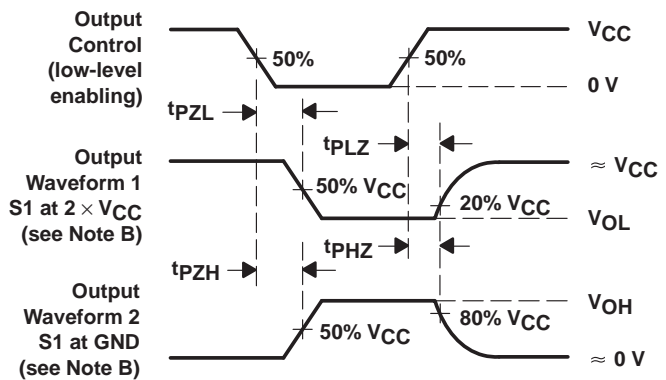 Output
Control
(low-level
enabling)
50%
50%
VCC
0 V
tPZL
tPLZ
Output
Waveform 1
S1 at 2 × VCC
(see Note B)
50% VCC
20% VCC
≈ VCC
VOL
tPZH
tPHZ
Output
Waveform 2
S1 at GND
(see Note B)
50% VCC
80% VCC
VOH
≈ 0 V